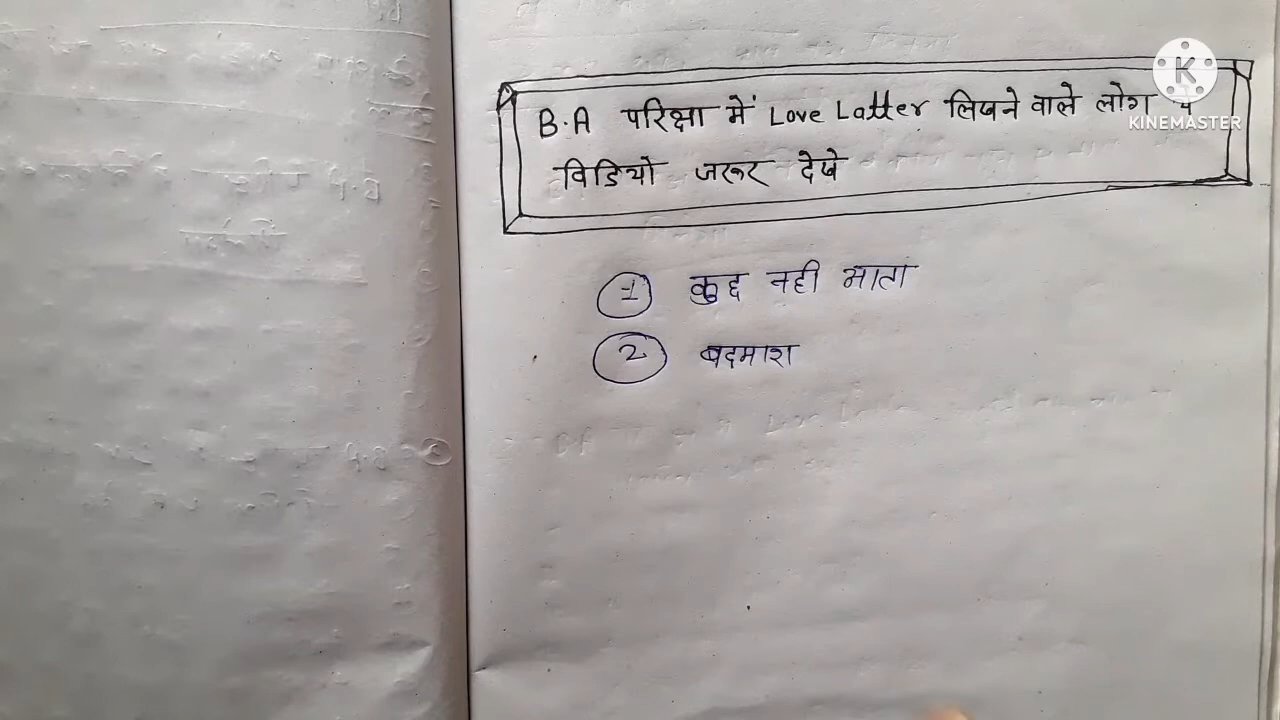 B.A परिक्षा में Love Latter लिखने वाले लोग
विडियो जरूर देखे
1 कुछ नही आता
2 बदमाश
K
KINEMASTER